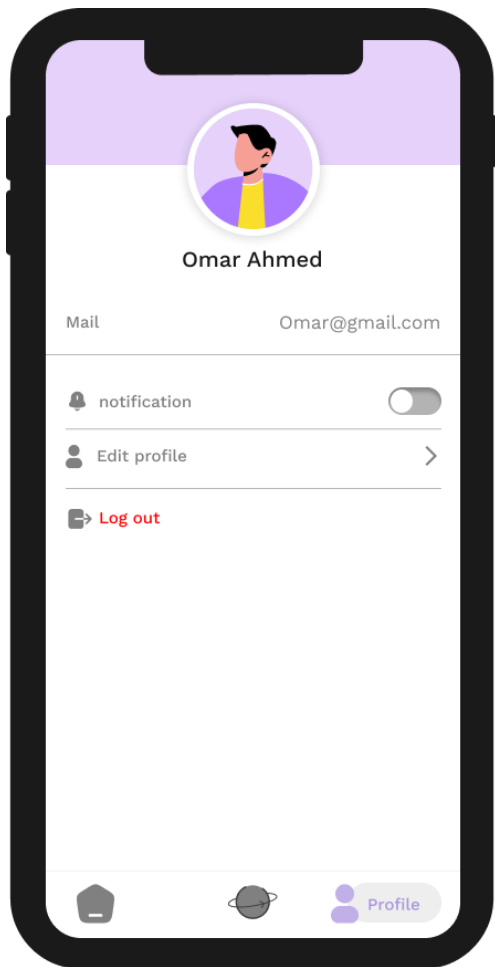 Omar Ahmed
Mail Omar@gmail.com
notification
Edit profile
Log out
Profile